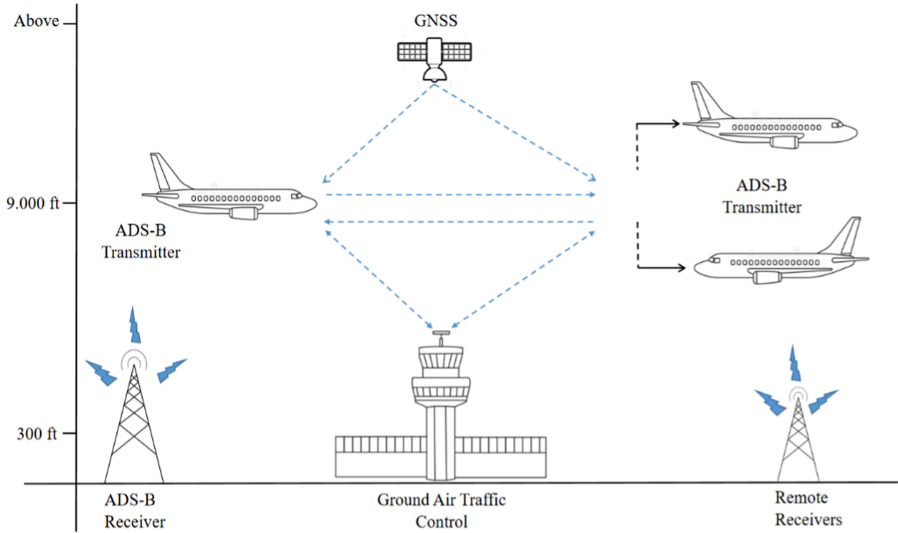 Above
GNSS
ADS-B
Transmitter
9.000 ft
ADS-B
Transmitter
300 ft
ADS-B
Receiver
Ground Air Traffic
Control
Remote
Receivers